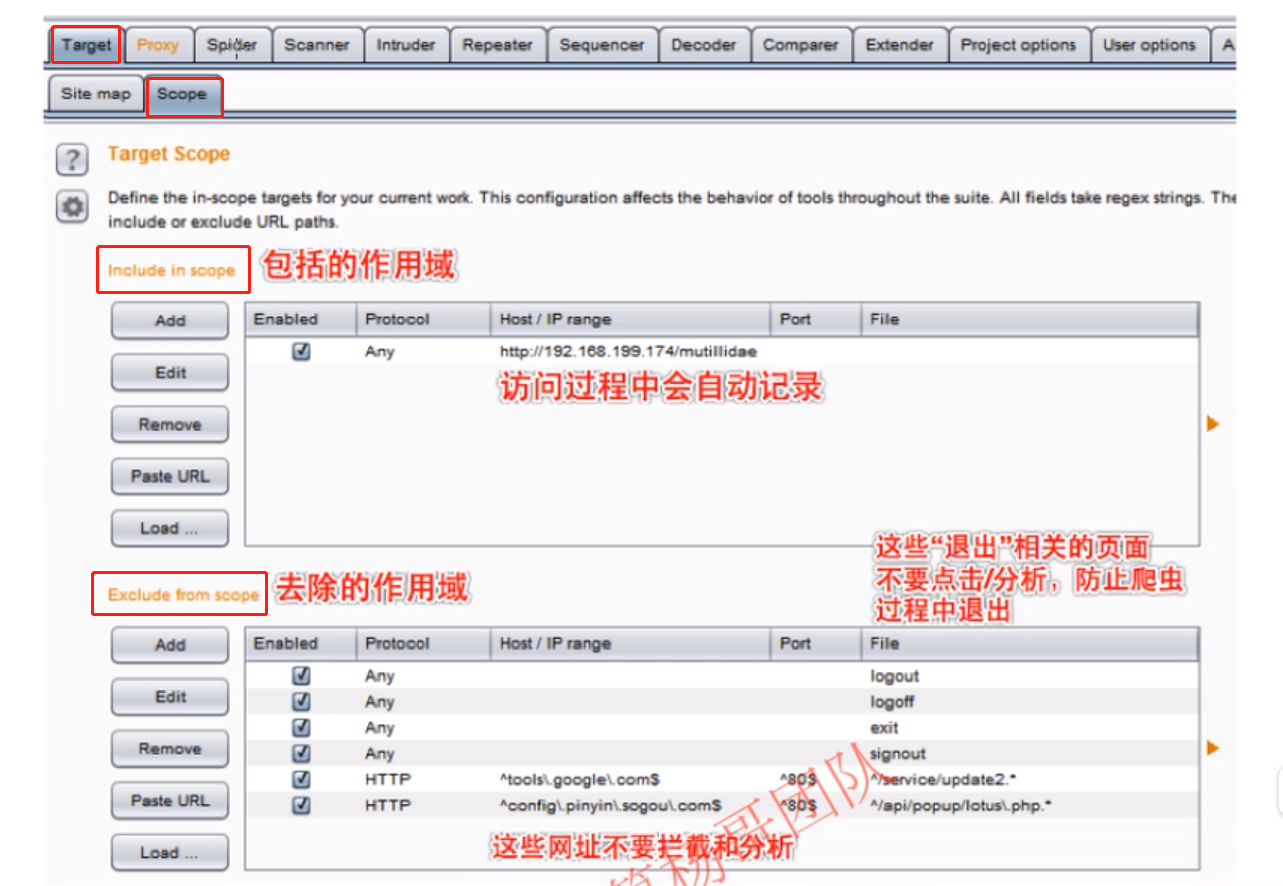 Target Proxy Spider Scanner Intruder Repeater Sequencer Decoder Comparer Extender Project options User options A
Site map Scope
? Target Scope
Define the in-scope targets for your current work. This configuration affects the behavior of tools throughout the suite. All fields take regex strings. The
include or exclude URL paths.
Include in scope 包括的作用域
Add
Edit
Remove
Paste URL
Load ...
Enabled Protocol Host / IP range Port File
Any http://192.168.199.174/mutillidae
访问过程中会自动记录
这些“退出”相关的页面
不要点击/分析，防止爬虫
过程中退出
Exclude from scope 去除的作用域
Add
Edit
Remove
Paste URL
Load ...
Enabled Protocol Host / IP range Port File
Any logout
Any logoff
Any exit
Any signout
HTTP ^tools\.google\.com$ ^80$ ^/service/update2.*
HTTP ^config\.pinyin\.sogou\.com$ ^80$ ^/api/popup/lotus\.php.*
这些网址不要拦截和分析
杨哥团队